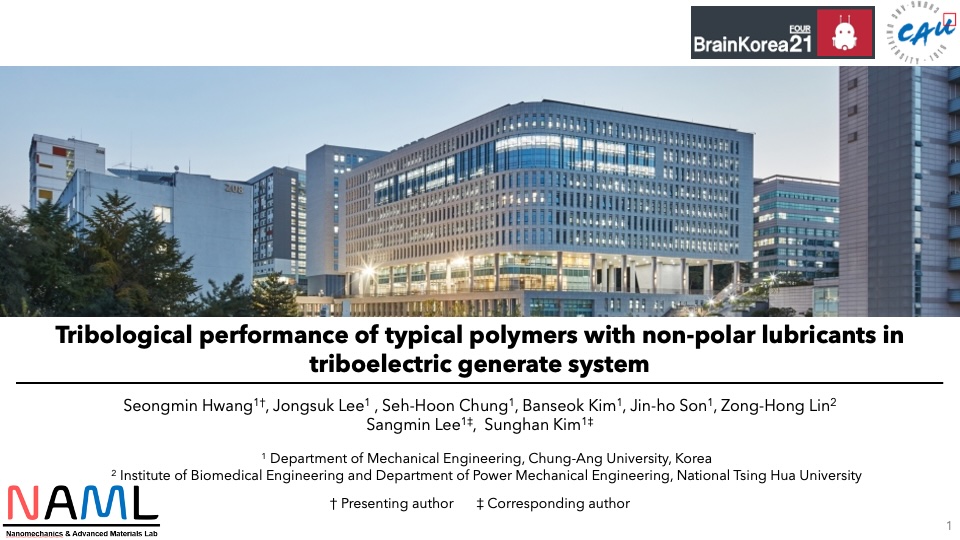 FOUR
BrainKorea21
CAU
208
Tribological performance of typical polymers with non-polar lubricants in
triboelectric generate system
Seongmin Hwang1†, Jongsuk Lee1 , Seh-Hoon Chung1, Banseok Kim1, Jin-ho Son1, Zong-Hong Lin2
Sangmin Lee1‡, Sunghan Kim1‡
1 Department of Mechanical Engineering, Chung-Ang University, Korea
2 Institute of Biomedical Engineering and Department of Power Mechanical Engineering, National Tsing Hua University
† Presenting author ‡ Corresponding author
NAML
Nanomechanics & Advanced Materials Lab
1